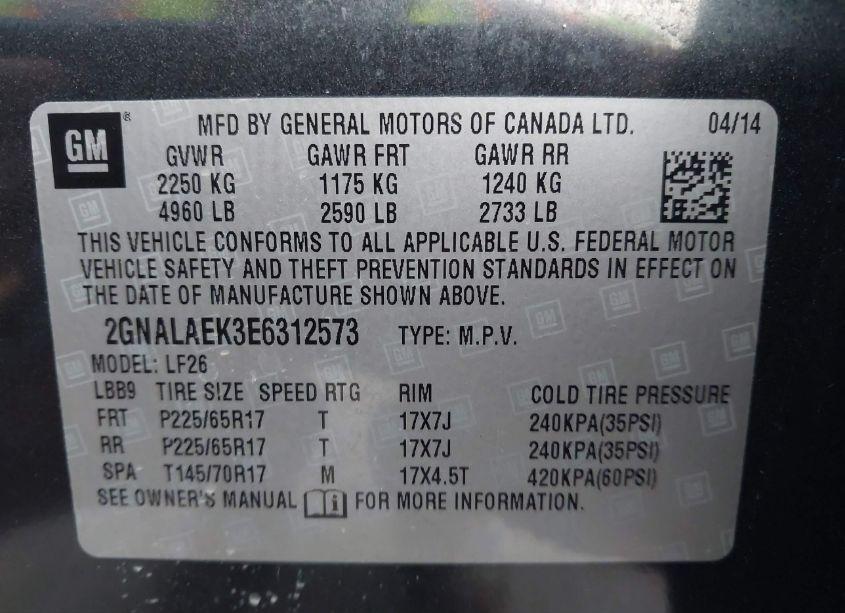 GM ®
MFD BY GENERAL MOTORS OF CANADA LTD. 04/14
GVWR GAWR FRT GAWR RR
2250 KG 1175 KG 1240 KG
4960 LB 2590 LB 2733 LB
THIS VEHICLE CONFORMS TO ALL APPLICABLE U.S. FEDERAL MOTOR
VEHICLE SAFETY AND THEFT PREVENTION STANDARDS IN EFFECT ON
THE DATE OF MANUFACTURE SHOWN ABOVE.
2GNALAEK3E6312573 TYPE: M.P.V.
MODEL: LF26
LBB9 TIRE SIZE SPEED RTG RIM COLD TIRE PRESSURE
FRT P225/65R17 T 17X7J 240KPA(35PSI)
RR P225/65R17 T 17X7J 240KPA(35PSI)
SPA T145/70R17 M 17X4.5T 420KPA(60PSI)
SEE OWNER'S MANUAL i FOR MORE INFORMATION.